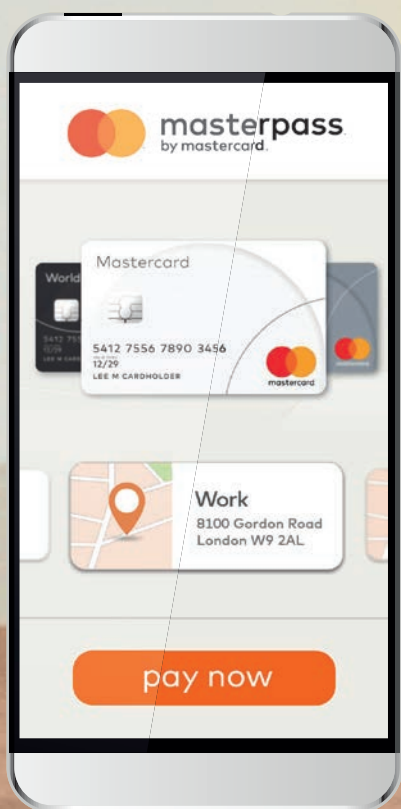 masterpass
by mastercard.
World
Mastercard
5412 7556 7890 3456
12/29
LEE M CARDHOLDER
mastercard
Work
8100 Gordon Road
London W9 2AL
pay now